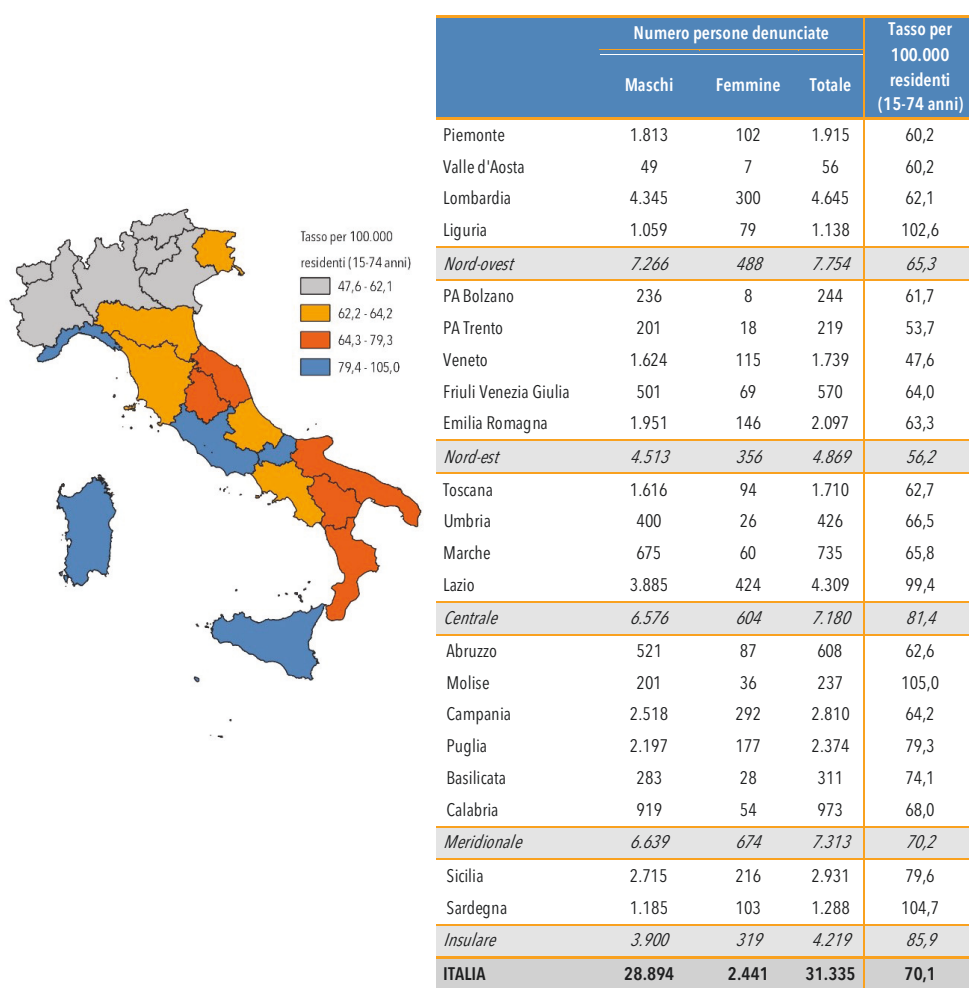 Tasso per 100.000
residenti (15-74 anni)
47,6 - 62,1
62,2 - 64,2
64,3 - 79,3
79,4 - 105,0
Numero persone denunciate
Tasso per
100.000
residenti
(15-74 anni)
Maschi Femmine Totale
Piemonte 1.813 102 1.915 60,2
Valle d'Aosta 49 7 56 60,2
Lombardia 4.345 300 4.645 62,1
Liguria 1.059 79 1.138 102,6
Nord-ovest 7.266 488 7.754 65,3
PA Bolzano 236 8 244 61,7
PA Trento 201 18 219 53,7
Veneto 1.624 115 1.739 47,6
Friuli Venezia Giulia 501 69 570 64,0
Emilia Romagna 1.951 146 2.097 63,3
Nord-est 4.513 356 4.869 56,2
Toscana 1.616 94 1.710 62,7
Umbria 400 26 426 66,5
Marche 675 60 735 65,8
Lazio 3.885 424 4.309 99,4
Centrale 6.576 604 7.180 81,4
Abruzzo 521 87 608 62,6
Molise 201 36 237 105,0
Campania 2.518 292 2.810 64,2
Puglia 2.197 177 2.374 79,3
Basilicata 283 28 311 74,1
Calabria 919 54 973 68,0
Meridionale 6.639 674 7.313 70,2
Sicilia 2.715 216 2.931 79,6
Sardegna 1.185 103 1.288 104,7
Insulare 3.900 319 4.219 85,9
ITALIA 28.894 2.441 31.335 70,1